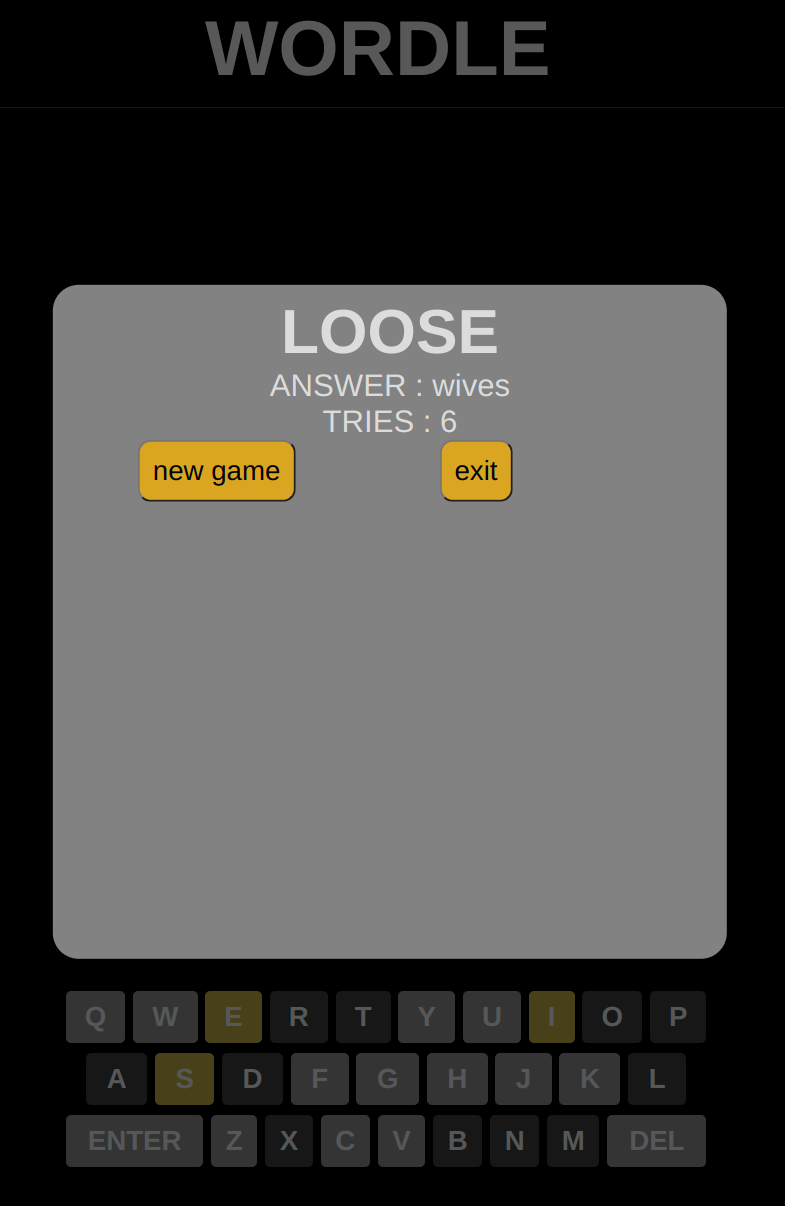 WORDLE
LOOSE
ANSWER : wives
TRIES : 6
new game exit
Q W E R T Y U I O P
A S D F G H J K L
ENTER Z X C V B N M DEL